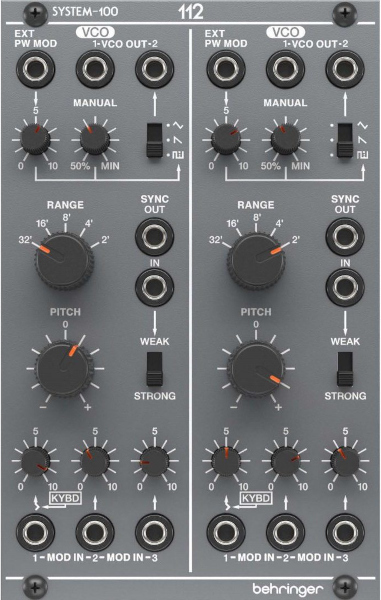 SYSTEM-100 112
EXT VCO
PW MOD 1-VCO OUT-2
MANUAL
5
0 10 50% MIN
RANGE
8'
16' 4'
32' 2'
SYNC
OUT
IN
PITCH
0
- +
WEAK
STRONG
5 5 5
0 10 0 10 0 10
KYBD
1-MOD IN-2-MOD IN-3
EXT VCO
PW MOD 1-VCO OUT-2
MANUAL
5
0 10 50% MIN
RANGE
8'
16' 4'
32' 2'
SYNC
OUT
IN
PITCH
0
- +
WEAK
STRONG
5 5 5
0 10 0 10 0 10
KYBD
1-MOD IN-2-MOD IN-3
behringer